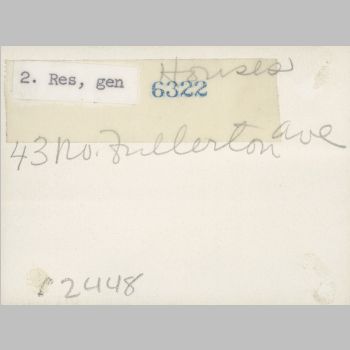 Houses
2. Res, gen
6322
43 No. Fullerton Ave
2448